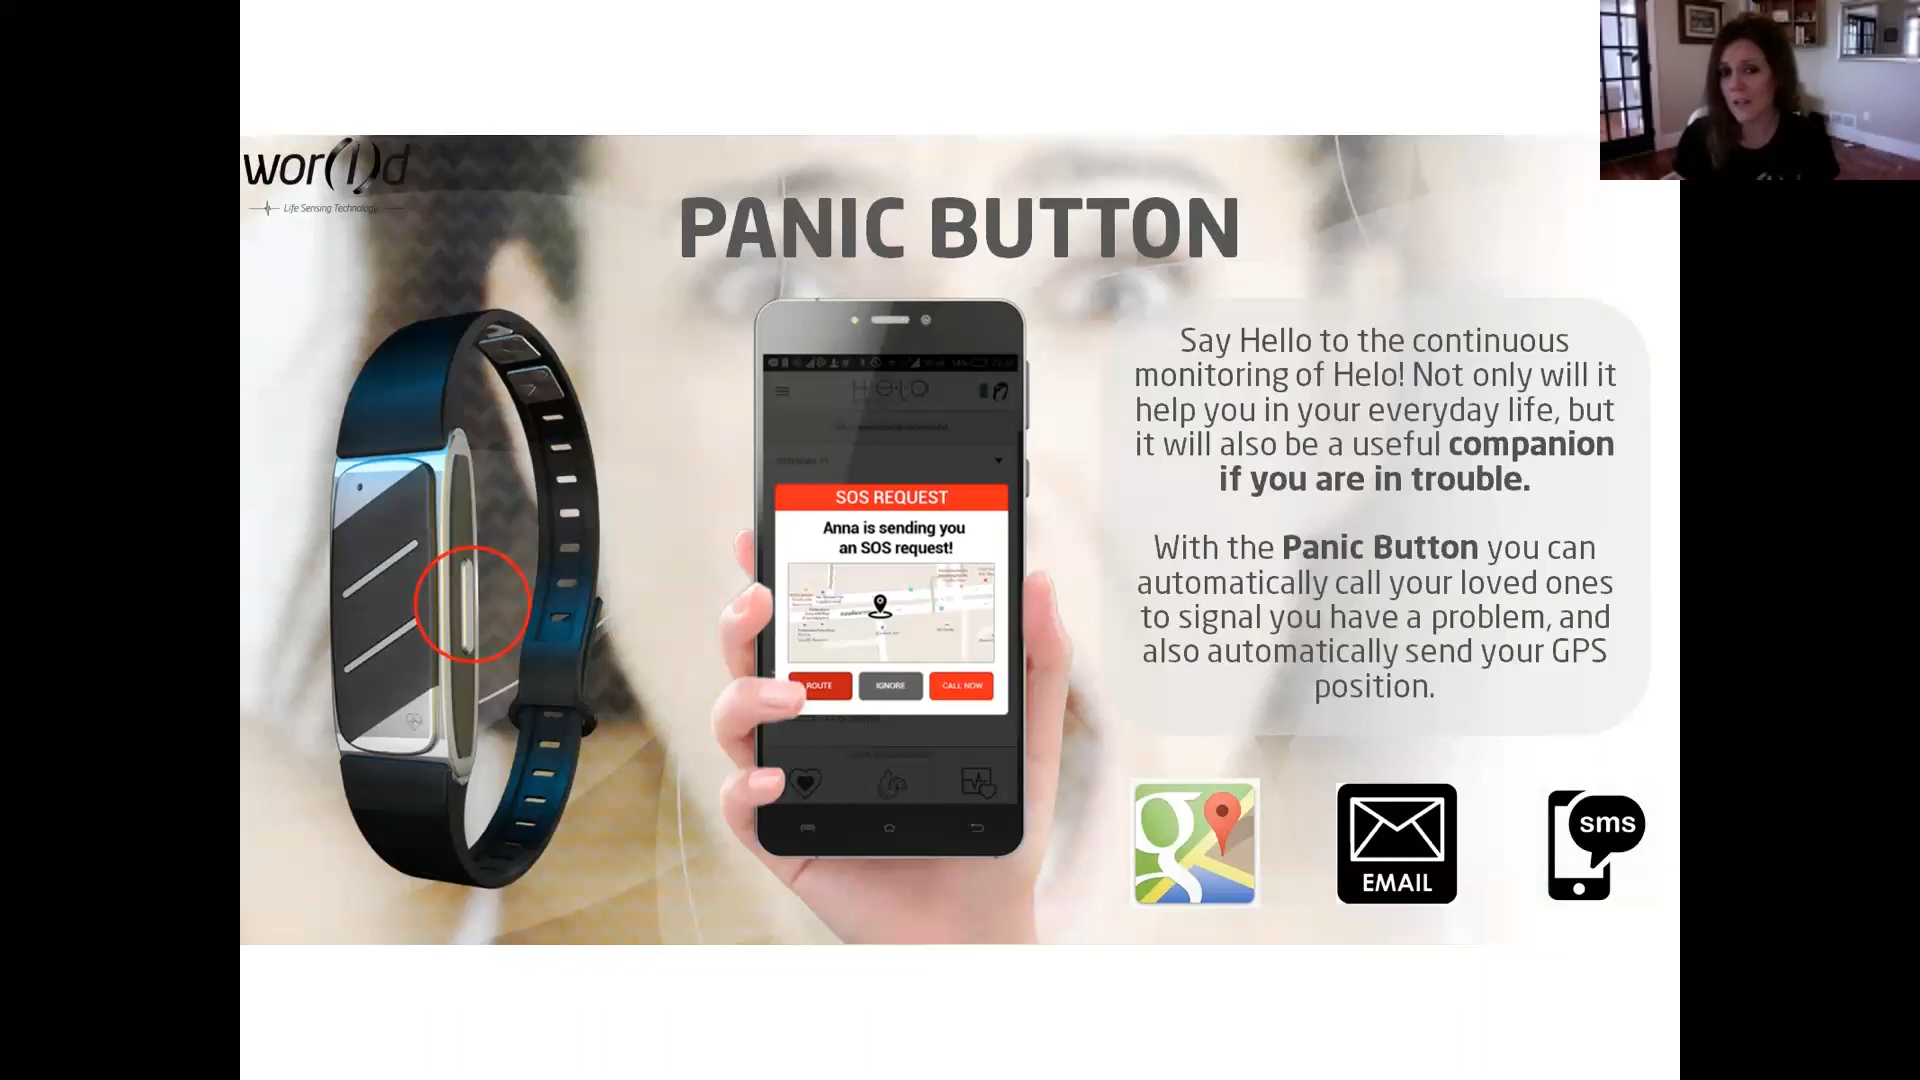 wor(l)d
Life Sensing Technology
PANIC BUTTON
Helo
SOS REQUEST
Anna is sending you
an SOS request!
ROUTE
IGNORE
CALL NOW
Say Hello to the continuous
monitoring of Helo! Not only will it
help you in your everyday life, but
it will also be a useful companion
if you are in trouble.
With the Panic Button you can
automatically call your loved ones
to signal you have a problem, and
also automatically send your GPS
position.
g
EMAIL
sms